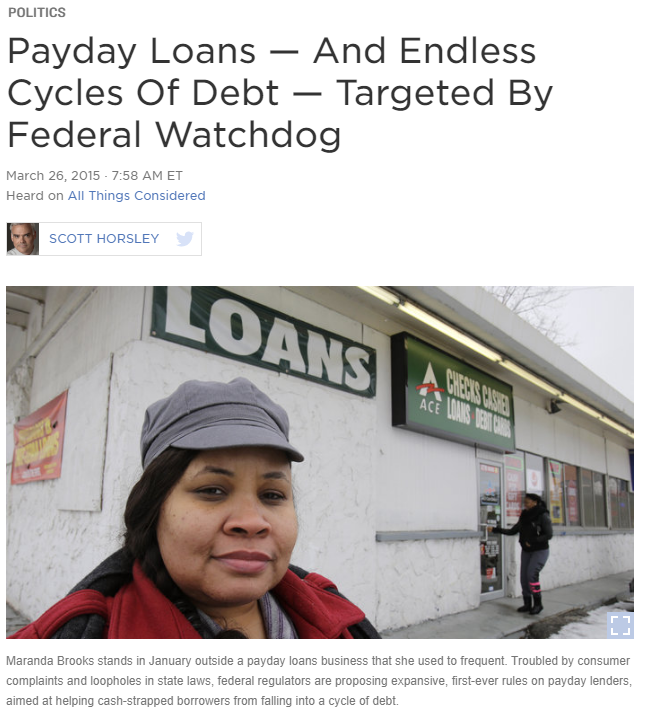 POLITICS
Payday Loans — And Endless
Cycles Of Debt — Targeted By
Federal Watchdog
March 26, 2015 · 7:58 AM ET
Heard on All Things Considered
SCOTT HORSLEY
LOANS
CHECKS CASHED
ACE LOANS DEBIT CARDS
Maranda Brooks stands in January outside a payday loans business that she used to frequent. Troubled by consumer
complaints and loopholes in state laws, federal regulators are proposing expansive, first-ever rules on payday lenders,
aimed at helping cash-strapped borrowers from falling into a cycle of debt.